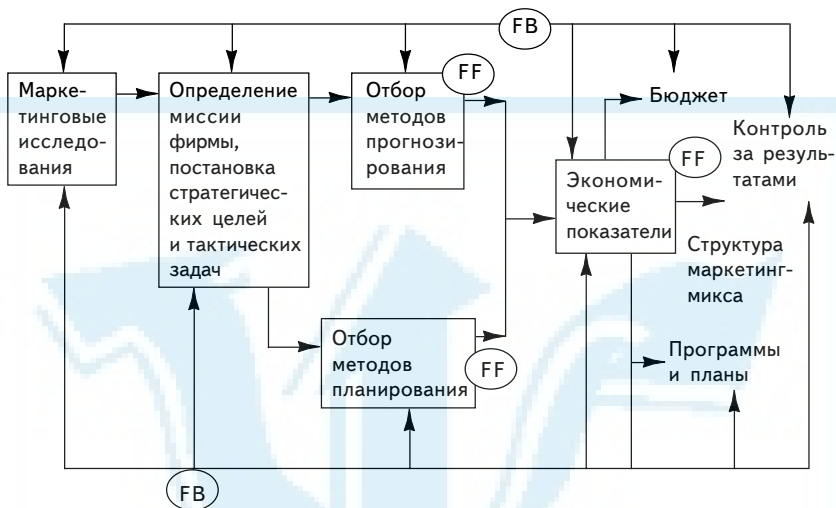 FB
Марке-
тинговые
исследо-
вания
Определение
миссии
фирмы,
постановка
стратегичес-
ких целей
и тактических
задач
Отбор
методов
прогнози-
рования
FF
Бюджет
Контроль
за резуль-
татами
Экономи-
ческие
показатели
FF
Структура
маркетинг-
микса
Отбор
методов
планирования
FF
Программы
и планы
FB